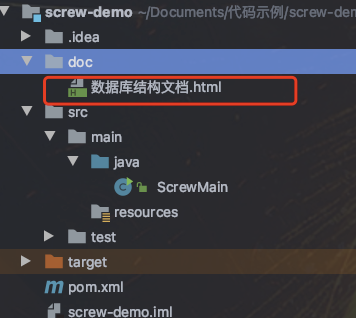 screw-demo ~/Documents/代码示例/screw-den
.idea
doc
数据库结构文档.html
src
main
java
ScrewMain
resources
test
target
pom.xml
screw-demo.iml